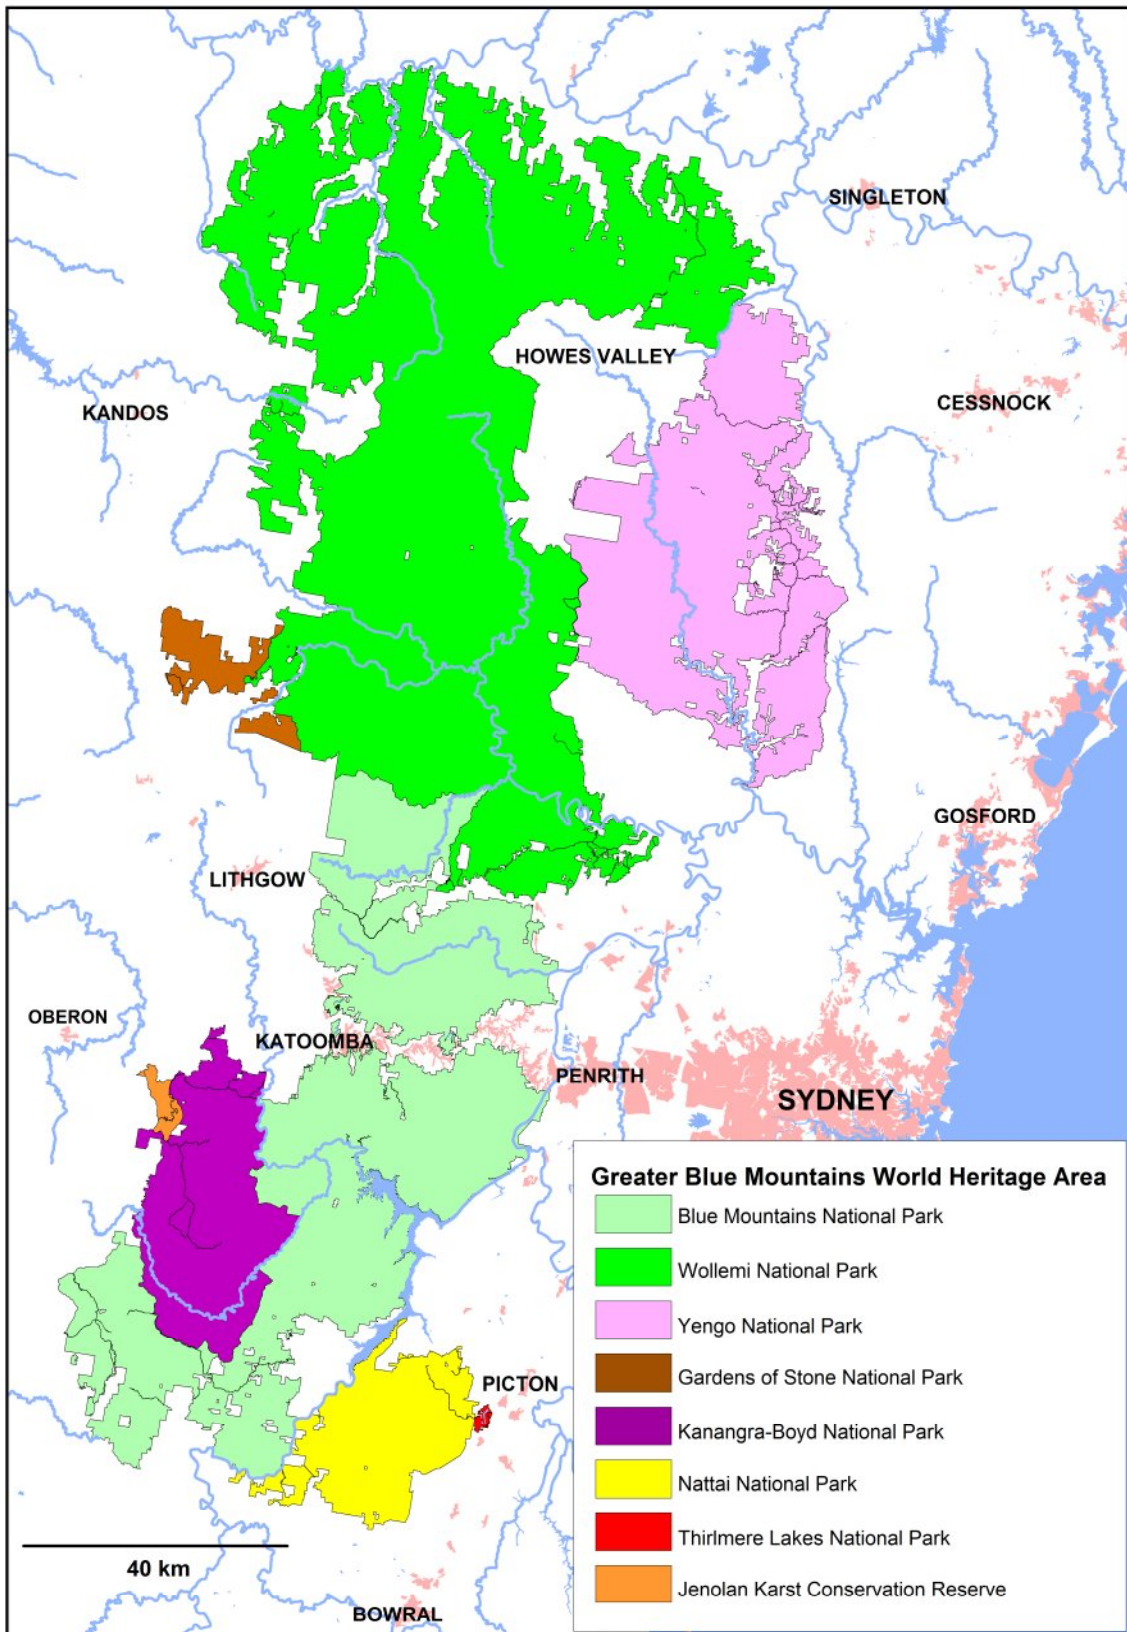 SINGLETON
HOWES VALLEY
KANDOS
CESSNOCK
GOSFORD
LITHGOW
OBERON
KATOOMBA
PENRITH
SYDNEY
Greater Blue Mountains World Heritage Area
Blue Mountains National Park
Wollemi National Park
Yengo National Park
Gardens of Stone National Park
Kanangra-Boyd National Park
Nattai National Park
Thirlmere Lakes National Park
Jenolan Karst Conservation Reserve
PICTON
40 km
BOWRAL